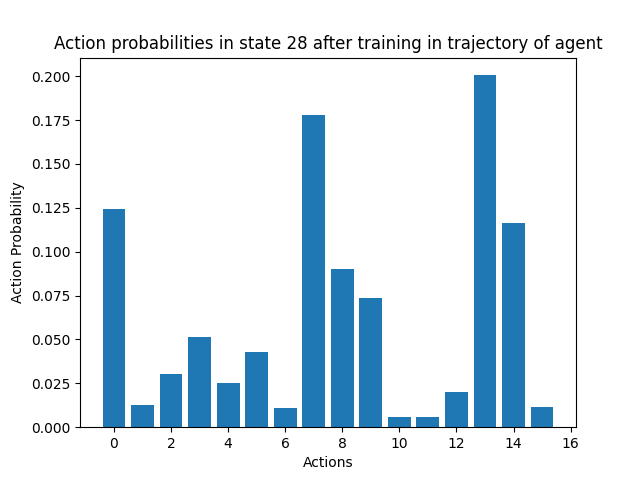 Action probabilities in state 28 after training in trajectory of agent
0.200
0.175
0.150
0.125
0.100
0.075
0.050
0.025
0.000
Action Probability
0 2 4 6 8 10 12 14 16
Actions